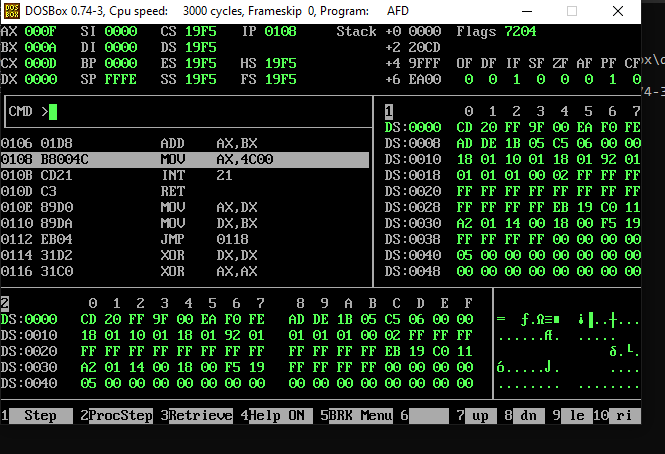 DOSBox 0.74-3, Cpu speed: 3000 cycles, Frameskip 0, Program: AFD
AX 000F SI 0000 CS 19F5 IP 0108 Stack +0 0000 Flags 7204
BX 000A DI 0000 DS 19F5 +2 20CD
CX 000D BP 0000 ES 19F5 HS 19F5 +4 9FFF OF DF IF SF ZF AF PF CF
DX 0000 SP FFFE SS 19F5 FS 19F5 +6 EA00 0 0 1 0 0 0 1 0
CMD >
1 0 1 2 3 4 5 6 7
DS:0000 CD 20 FF 9F 00 EA F0 FE
0106 01D8 ADD AX,BX DS:0008 AD DE 1B 05 C5 06 00 00
0108 B8004C MOV AX,4C00 DS:0010 18 01 10 01 18 01 92 01
010B CD21 INT 21 DS:0018 01 01 01 00 02 FF FF FF
010D C3 RET DS:0020 FF FF FF FF FF FF FF FF
010E 89D0 MOV AX,DX DS:0028 FF FF FF FF EB 19 C0 11
0110 89DA MOV DX,BX DS:0030 A2 01 14 00 18 00 F5 19
0112 EB04 JMP 0118 DS:0038 FF FF FF FF 00 00 00 00
0114 31D2 XOR DX,DX DS:0040 05 00 00 00 00 00 00 00
0116 31C0 XOR AX,AX DS:0048 00 00 00 00 00 00 00 00
2 0 1 2 3 4 5 6 7 8 9 A B C D E F
DS:0000 CD 20 FF 9F 00 EA F0 FE AD DE 1B 05 C5 06 00 00 = ƒ.Ω≡■ ¡▐..┼...
DS:0010 18 01 10 01 18 01 92 01 01 01 01 00 02 FF FF FF ......Æ. .....
DS:0020 FF FF FF FF FF FF FF FF FF FF FF FF EB 19 C0 11 δ.└.
DS:0030 A2 01 14 00 18 00 F5 19 FF FF FF FF 00 00 00 00 ó.....⌡. ....
DS:0040 05 00 00 00 00 00 00 00 00 00 00 00 00 00 00 00 ........ ........
1 Step 2 ProcStep 3 Retrieve 4 Help ON 5 BRK Menu 6 7 up 8 dn 9 le 10 ri